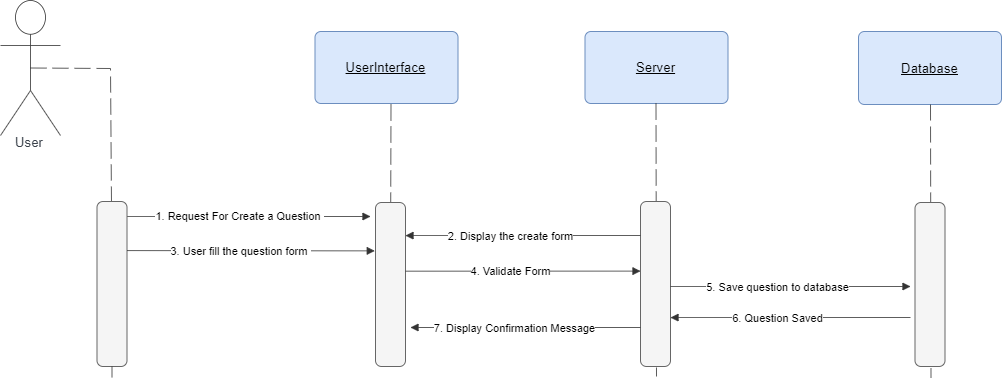 UserInterface
Server
Database
User
1. Request For Create a Question
2. Display the create form
3. User fill the question form
4. Validate Form
5. Save question to database
6. Question Saved
7. Display Confirmation Message